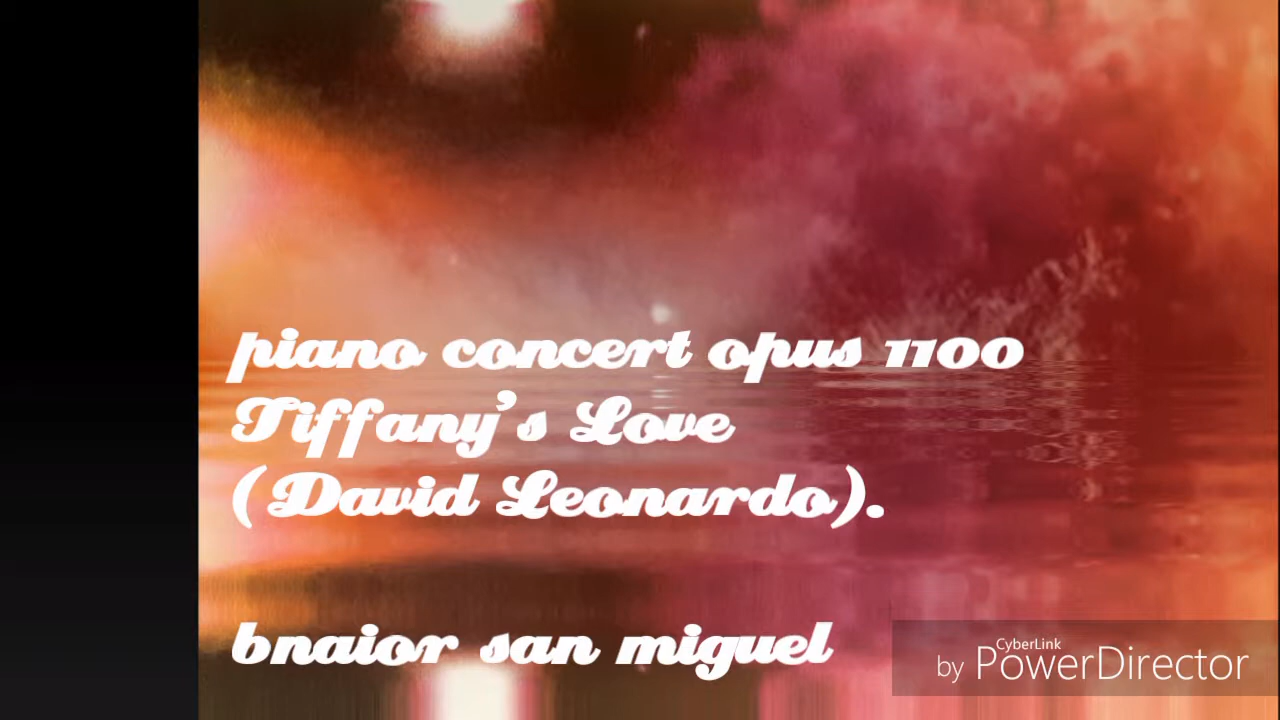 piano concert opus 1100
Tiffany's Love
(David Leonardo).
bnaior san miguel
by CyberLink PowerDirector